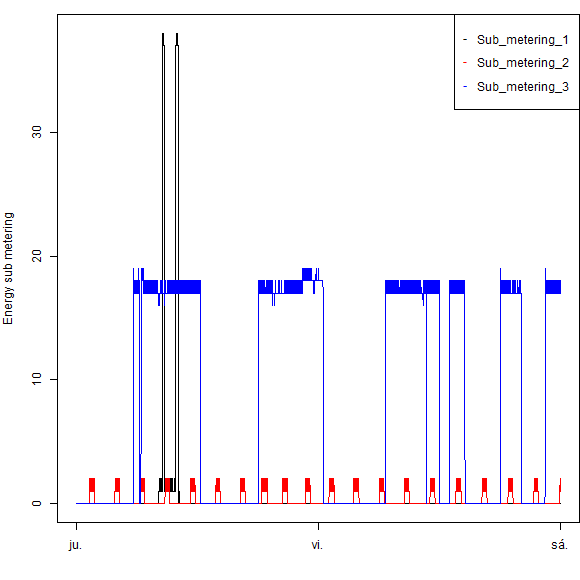 Sub_metering_1
Sub_metering_2
Sub_metering_3
Energy sub metering
30
20
10
0
ju.
vi.
sá.